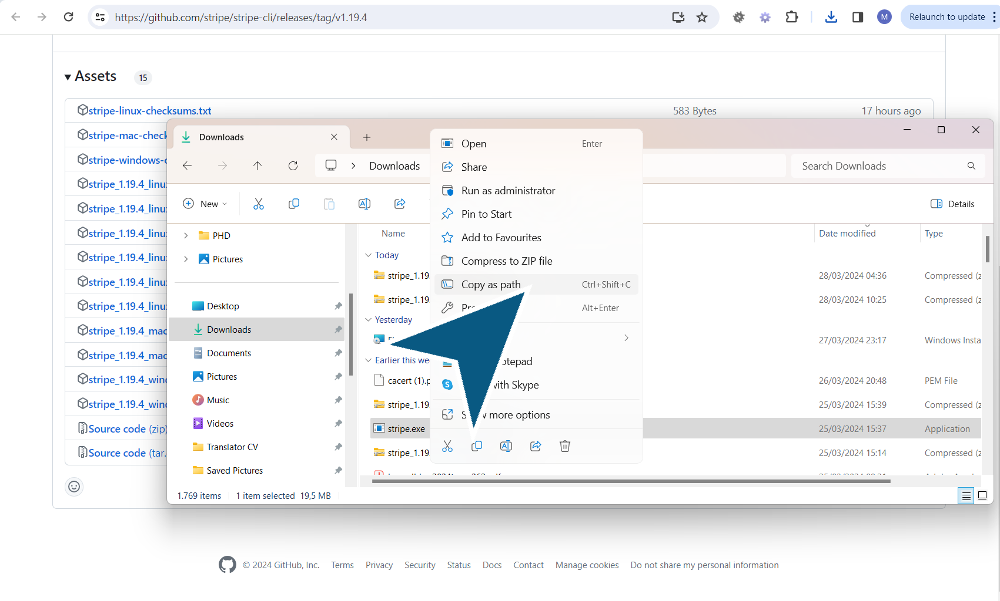 https://github.com/stripe/stripe-cli/releases/tag/v1.19.4
M
Relaunch to update
Assets 15
stripe-linux-checksums.txt 583 Bytes 17 hours ago
stripe-mac-check
stripe-windows-c
stripe_1.19.4_linu
stripe_1.19.4_linu
stripe_1.19.4_linu
stripe_1.19.4_linu
stripe_1.19.4_linu
stripe_1.19.4_linu
stripe_1.19.4_mac
stripe_1.19.4_mac
stripe_1.19.4_wind
stripe_1.19.4_wind
Source code (zip)
Source code (tar.
Downloads
Downloads
Search Downloads
New
Details
PHD
Pictures
Desktop
Downloads
Documents
Pictures
Music
Videos
Translator CV
Saved Pictures
Name Date modified Type
Today
stripe_1.19 28/03/2024 04:36 Compressed (z
stripe_1.19 28/03/2024 10:25 Compressed (z
Yesterday
27/03/2024 23:17 Windows Insta
Earlier this we
cacert (1).p 26/03/2024 20:48 PEM File
stripe_1.19 25/03/2024 15:39 Compressed (z
stripe.exe 25/03/2024 15:37 Application
stripe_1.19 25/03/2024 15:14 Compressed (z
Open Enter
Share
Run as administrator
Pin to Start
Add to Favourites
Compress to ZIP file
Copy as path Ctrl+Shift+C
Alt+Enter
otepad
with Skype
more options
1.769 items 1 item selected 19,5 MB
© 2024 GitHub, Inc. Terms Privacy Security Status Docs Contact Manage cookies Do not share my personal information